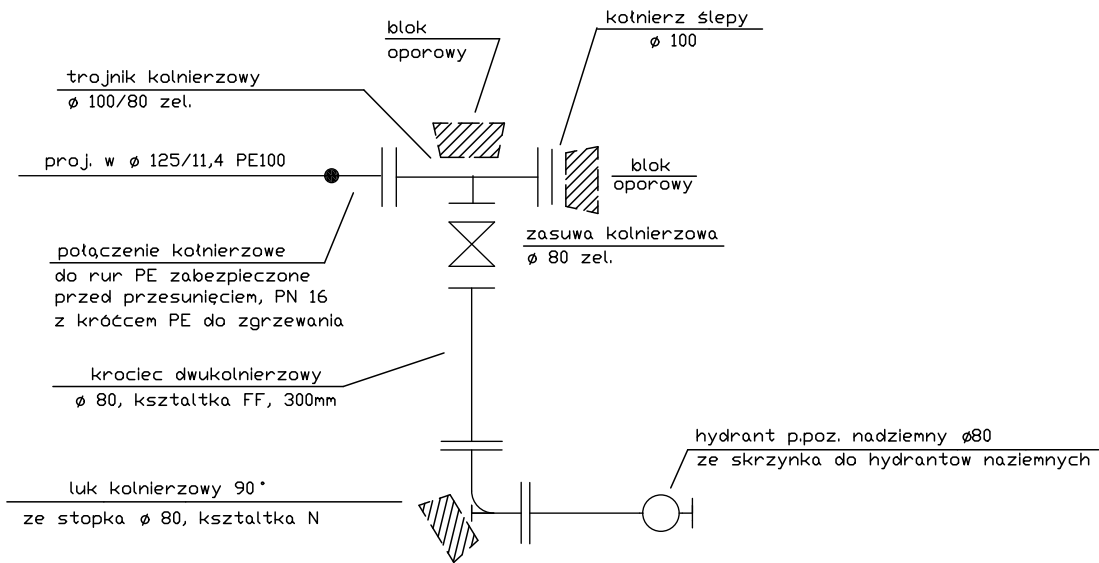 blok
oporowy
kołnierz ślepy
ø 100
trojnik kolnierzowy
ø 100/80 zel.
proj. w ø 125/11,4 PE100
blok
oporowy
zasuwa kolnierzowa
ø 80 zel.
połączenie kołnierzowe
do rur PE zabezpieczone
przed przesunięciem, PN 16
z króćcem PE do zgrzewania
krociec dwukolnierzowy
ø 80, ksztaltka FF, 300mm
hydrant p.poz. nadziemny ø80
ze skrzynka do hydrantow naziemnych
luk kolnierzowy 90°
ze stopka ø 80, ksztaltka N